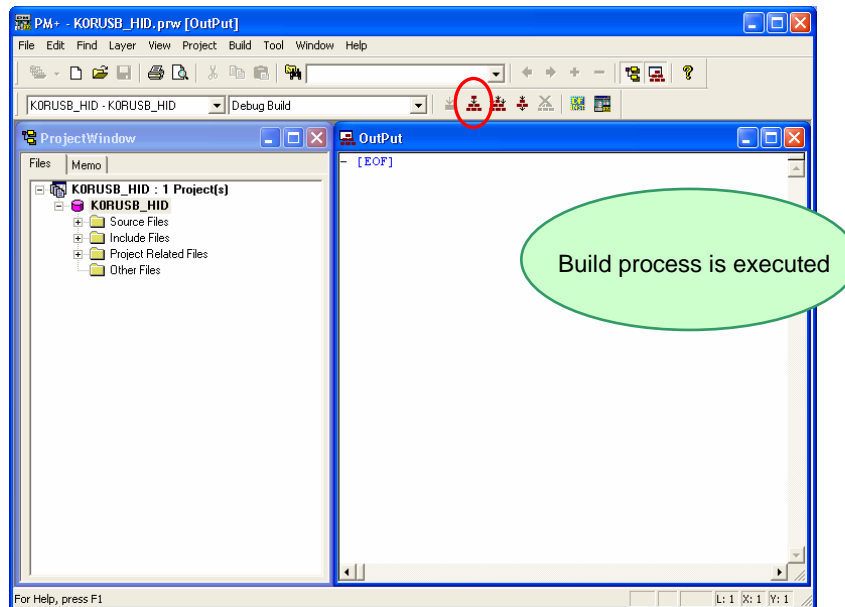 PM+ - K0RUSB_HID.prw [OutPut]
File Edit Find Layer View Project Build Tool Window Help
K0RUSB_HID - K0RUSB_HID Debug Build
ProjectWindow
Files Memo
K0RUSB_HID : 1 Project(s)
K0RUSB_HID
Source Files
Include Files
Project Related Files
Other Files
OutPut
[EOF]
Build process is executed
For Help, press F1
L: 1 X: 1 Y: 1